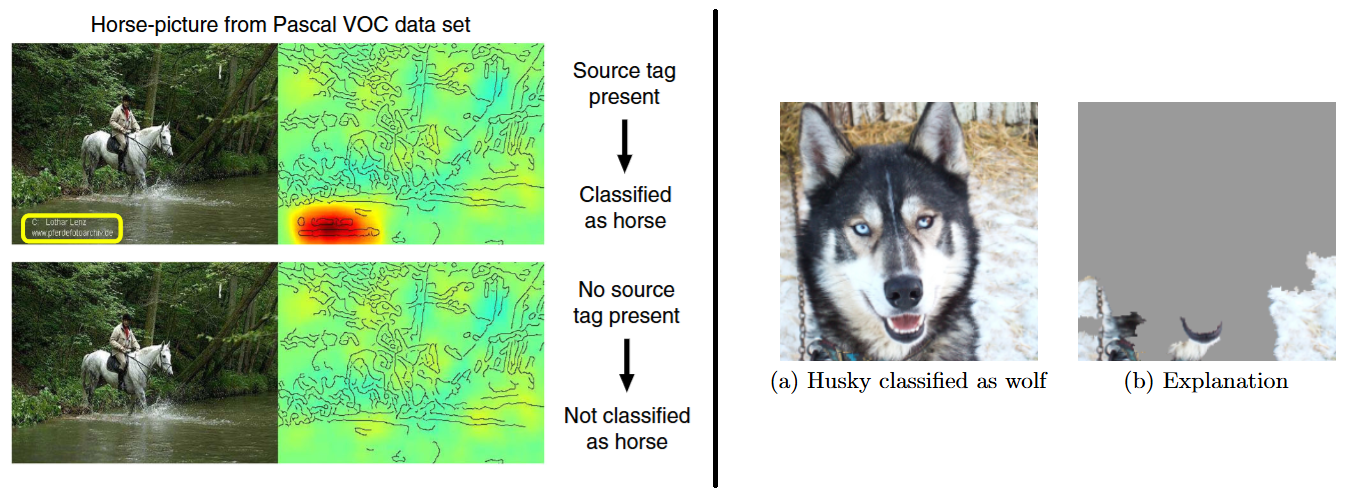 Horse-picture from Pascal VOC data set
Source tag
present
Classified
as horse
C: Lothar Lenz
www.pferdefotoarchiv.de
No source
tag present
Not classified
as horse
(a) Husky classified as wolf
(b) Explanation